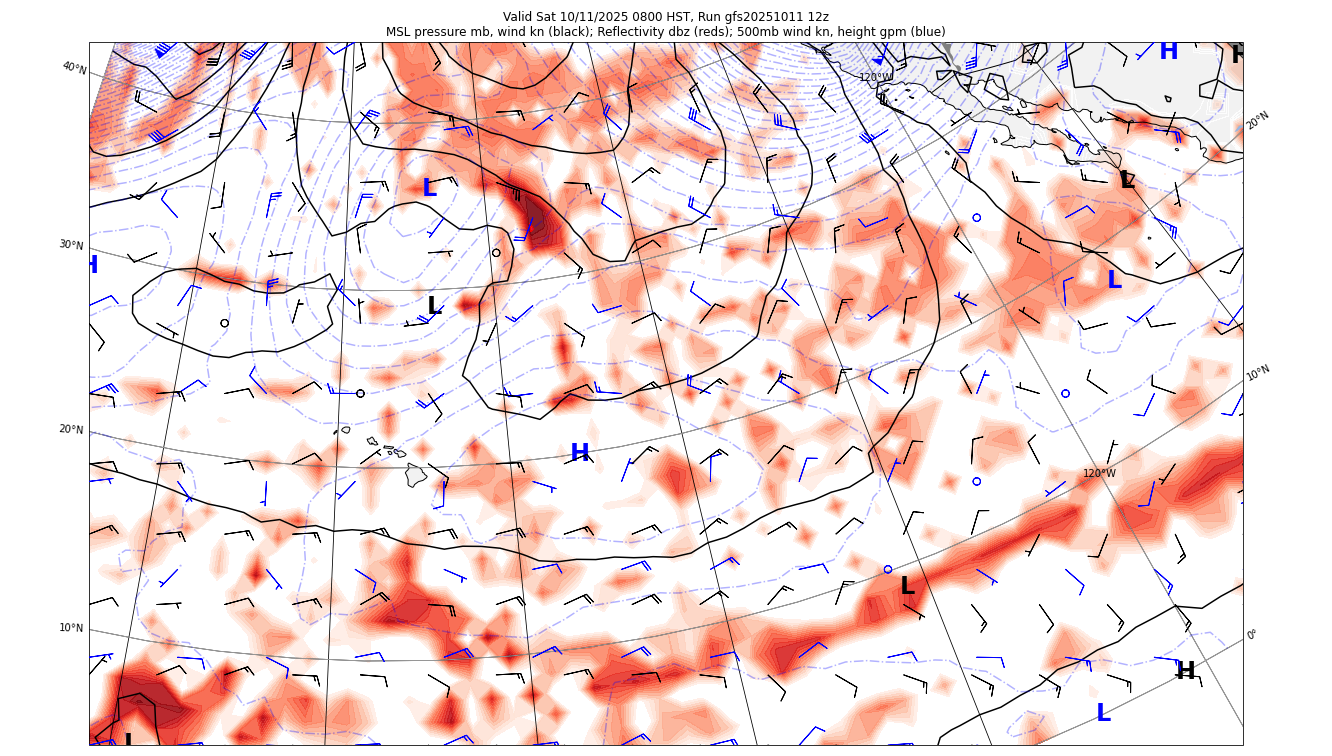 Valid Sat 10/11/2025 0800 HST, Run gfs20251011 12z
MSL pressure mb, wind kn (black); Reflectivity dbz (reds); 500mb wind kn, height gpm (blue)
H
H
40°N
120°W
20°N
L
L
30°N
H
L
L
10°N
20°N
H
120°W
L
10°N
0°
H
L
L